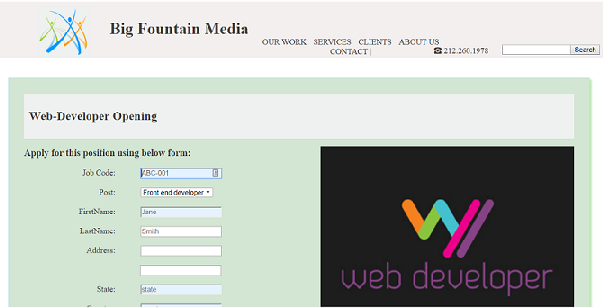 Big Fountain Media
OUR WORK SERVICES CLIENTS ABOUT US
CONTACT |
☎ 212.260.1978
Search
Web-Developer Opening
Apply for this position using below form:
Job Code: ABC-001
Post: Front end developer
FirstName: Jane
LastName: Smith
Address:
State: state
web developer